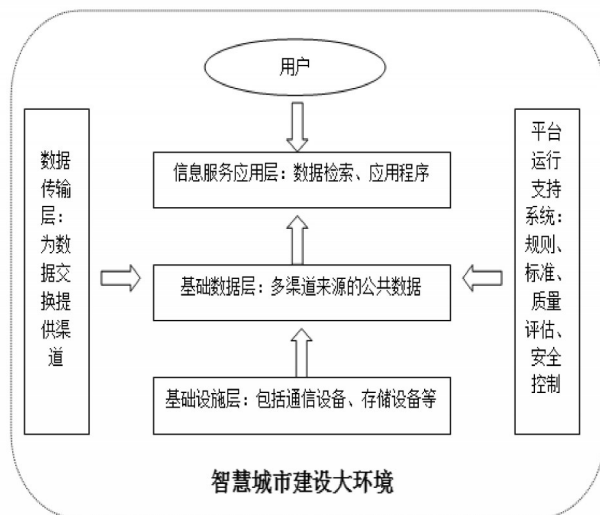 用户
数据
传输
层：
为数
据交
换提
供渠
道
信息服务应用层：数据检索、应用程序
基础数据层：多渠道来源的公共数据
基础设施层：包括通信设备、存储设备等
平台
运行
支持
系统：
规则、
标准、
质量
评估、
安全
控制
智慧城市建设大环境